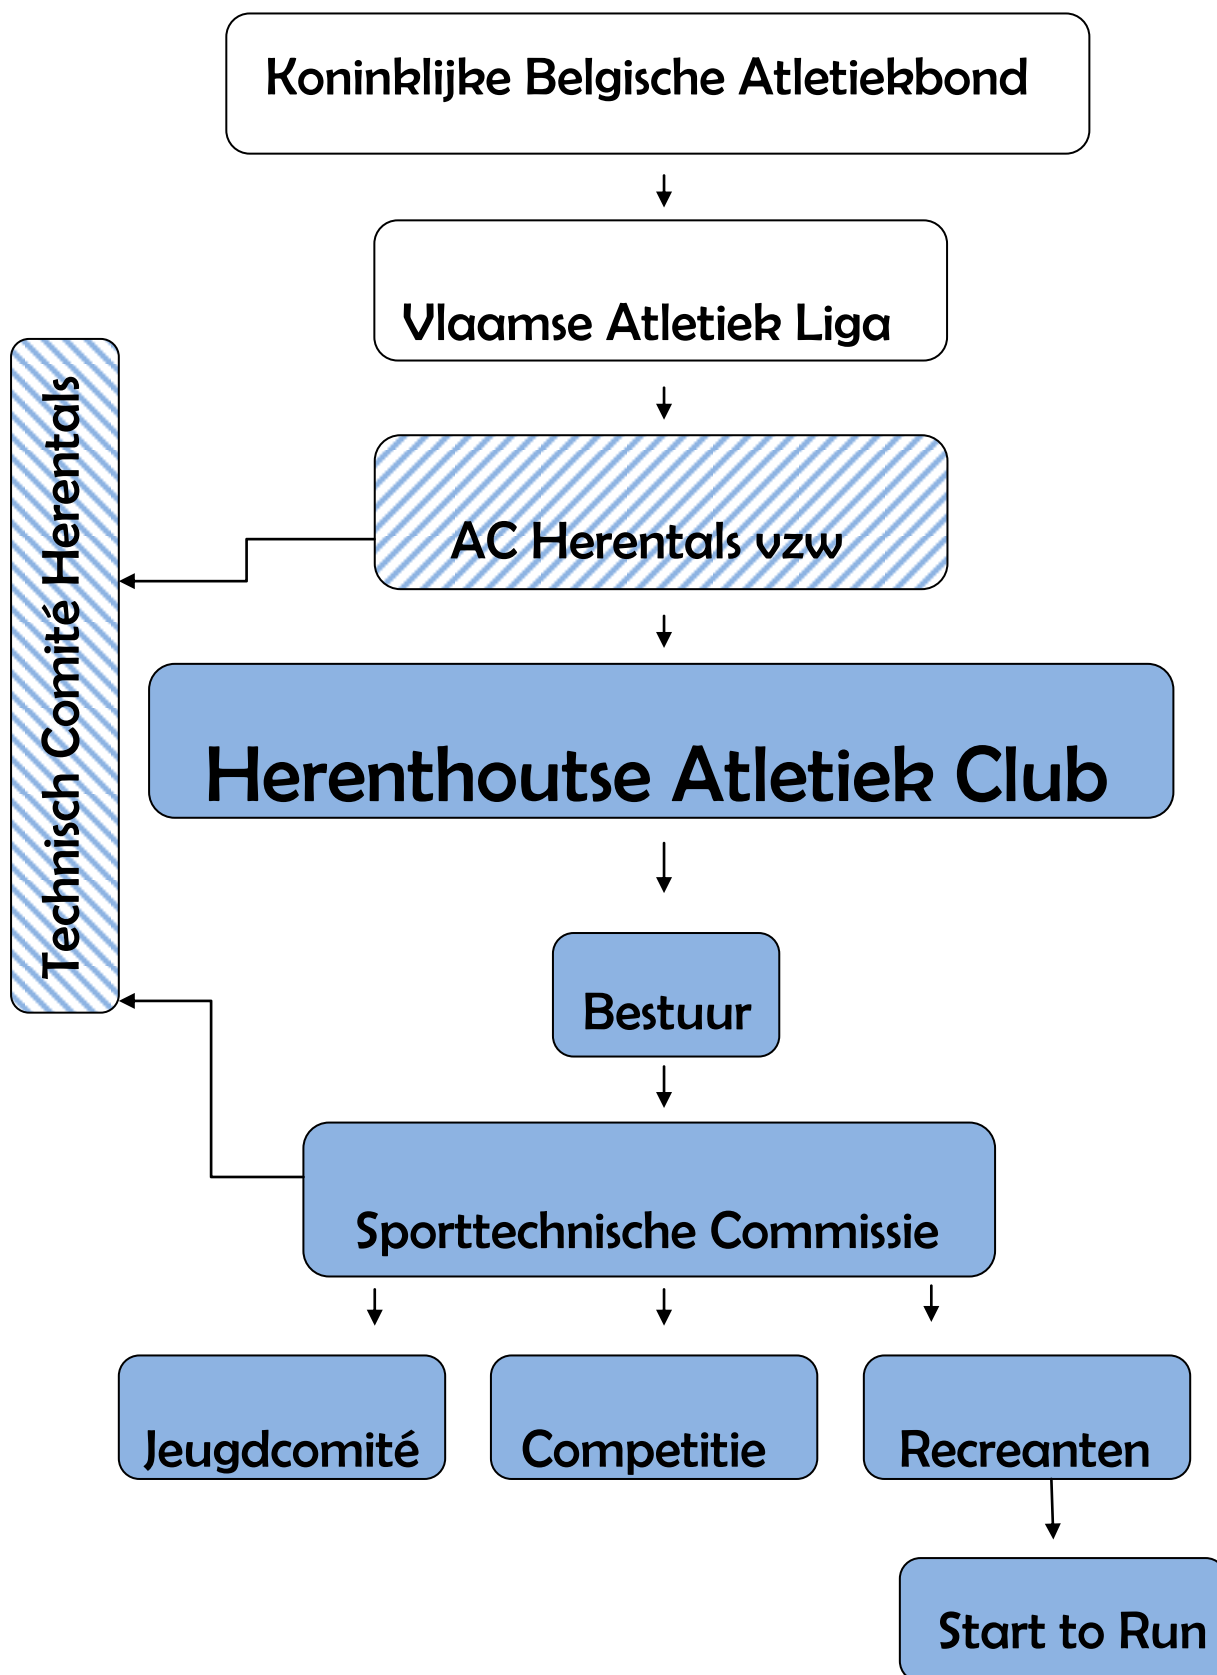 Koninklijke Belgische Atletiekbond
Vlaamse Atletiek Liga
Technisch Comité Herentals
AC Herentals vzw
Herenthoutse Atletiek Club
Bestuur
Sporttechnische Commissie
Jeugdcomité
Competitie
Recreanten
Start to Run